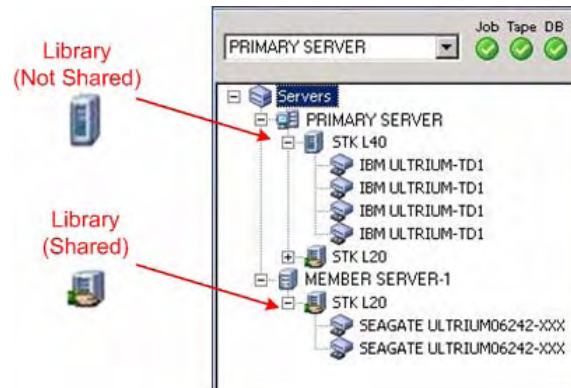 Library
(Not Shared)
Library
(Shared)
PRIMARY SERVER
Job Tape DB
Servers
PRIMARY SERVER
STK L40
IBM ULTRIUM-TD1
IBM ULTRIUM-TD1
IBM ULTRIUM-TD1
IBM ULTRIUM-TD1
STK L20
MEMBER SERVER-1
STK L20
SEAGATE ULTRIUM06242-XXX
SEAGATE ULTRIUM06242-XXX